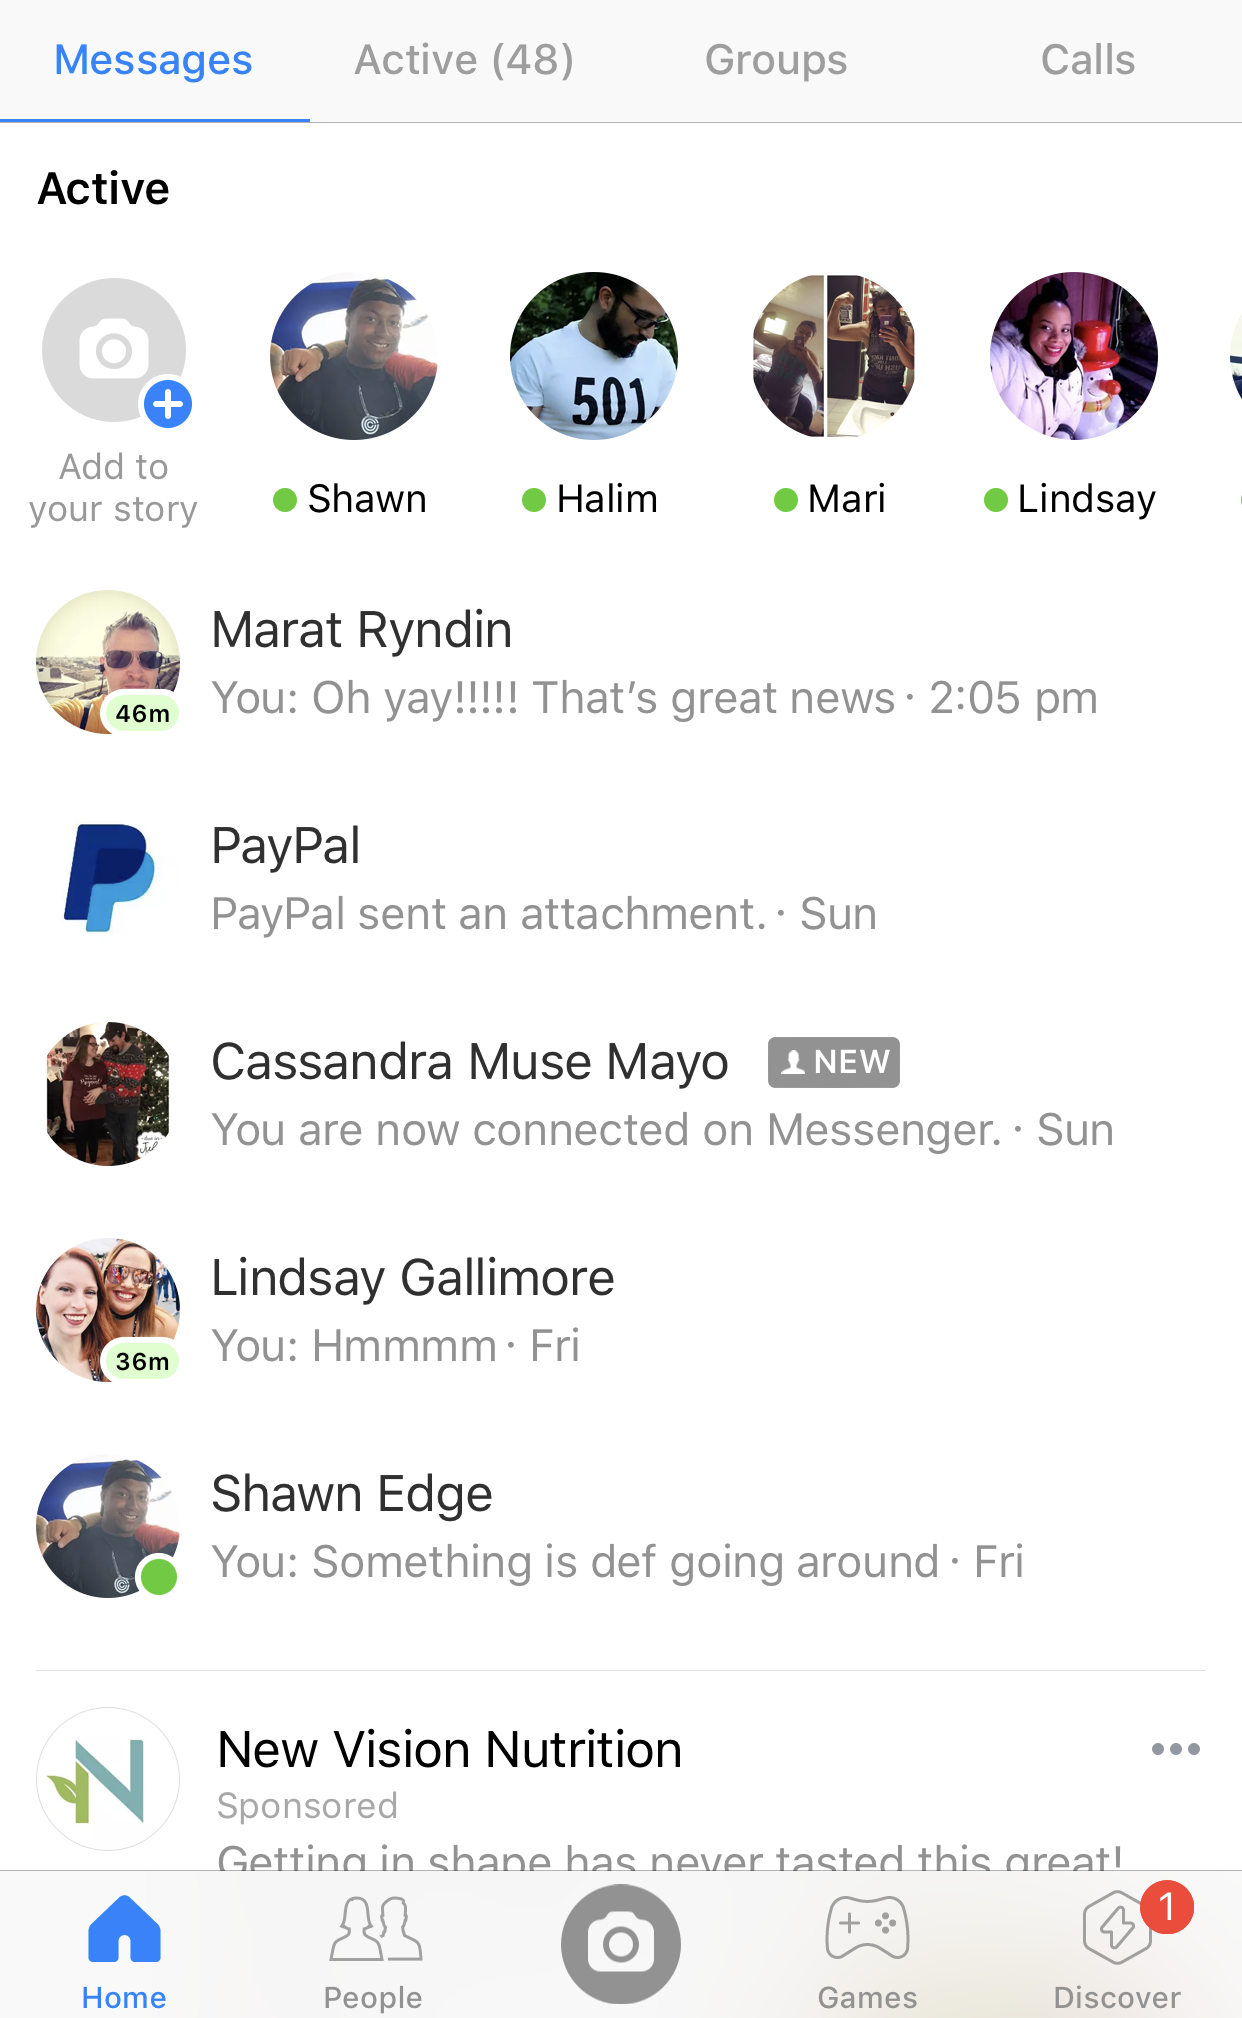 Messages
Active (48)
Groups
Calls
Active
Add to
your story
501
Shawn
Halim
Mari
Lindsay
Marat Ryndin
You: Oh yay!!!!! That's great news · 2:05 pm
46m
PayPal
PayPal sent an attachment. · Sun
Cassandra Muse Mayo
NEW
You are now connected on Messenger. · Sun
Lindsay Gallimore
You: Hmmmm · Fri
36m
Shawn Edge
You: Something is def going around · Fri
New Vision Nutrition
Sponsored
Getting in shape has never tasted this great!
1
Home
People
Games
Discover